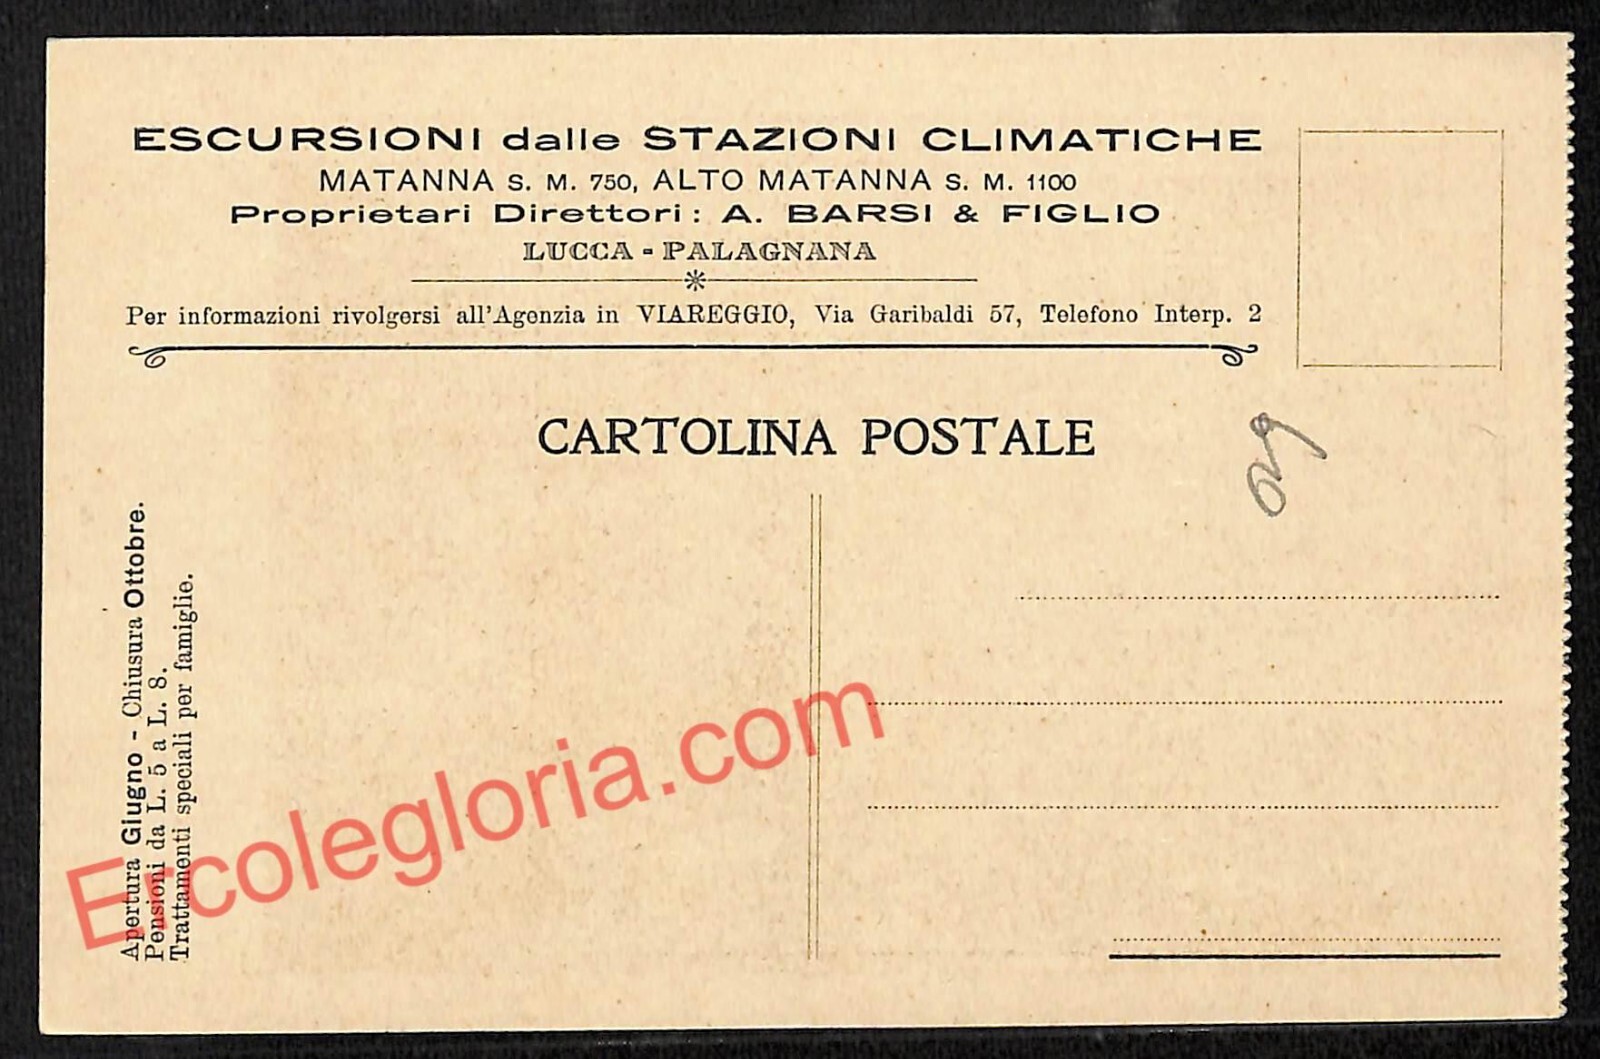 ESCURSIONI dalle STAZIONI CLIMATICHE
MATANNA S. M. 750, ALTO MATANNA S. M. 1100
Proprietari Direttori: A. BARSI & FIGLIO
LUCCA - PALAGNANA
Per informazioni rivolgersi all'Agenzia in VIAREGGIO, Via Garibaldi 57, Telefono Interp. 2
CARTOLINA POSTALE
Apertura Giugno - Chiusura Ottobre.
Pensioni da L. 5 a L. 8.
Trattamenti speciali per famiglie.
Ercolegloria.com